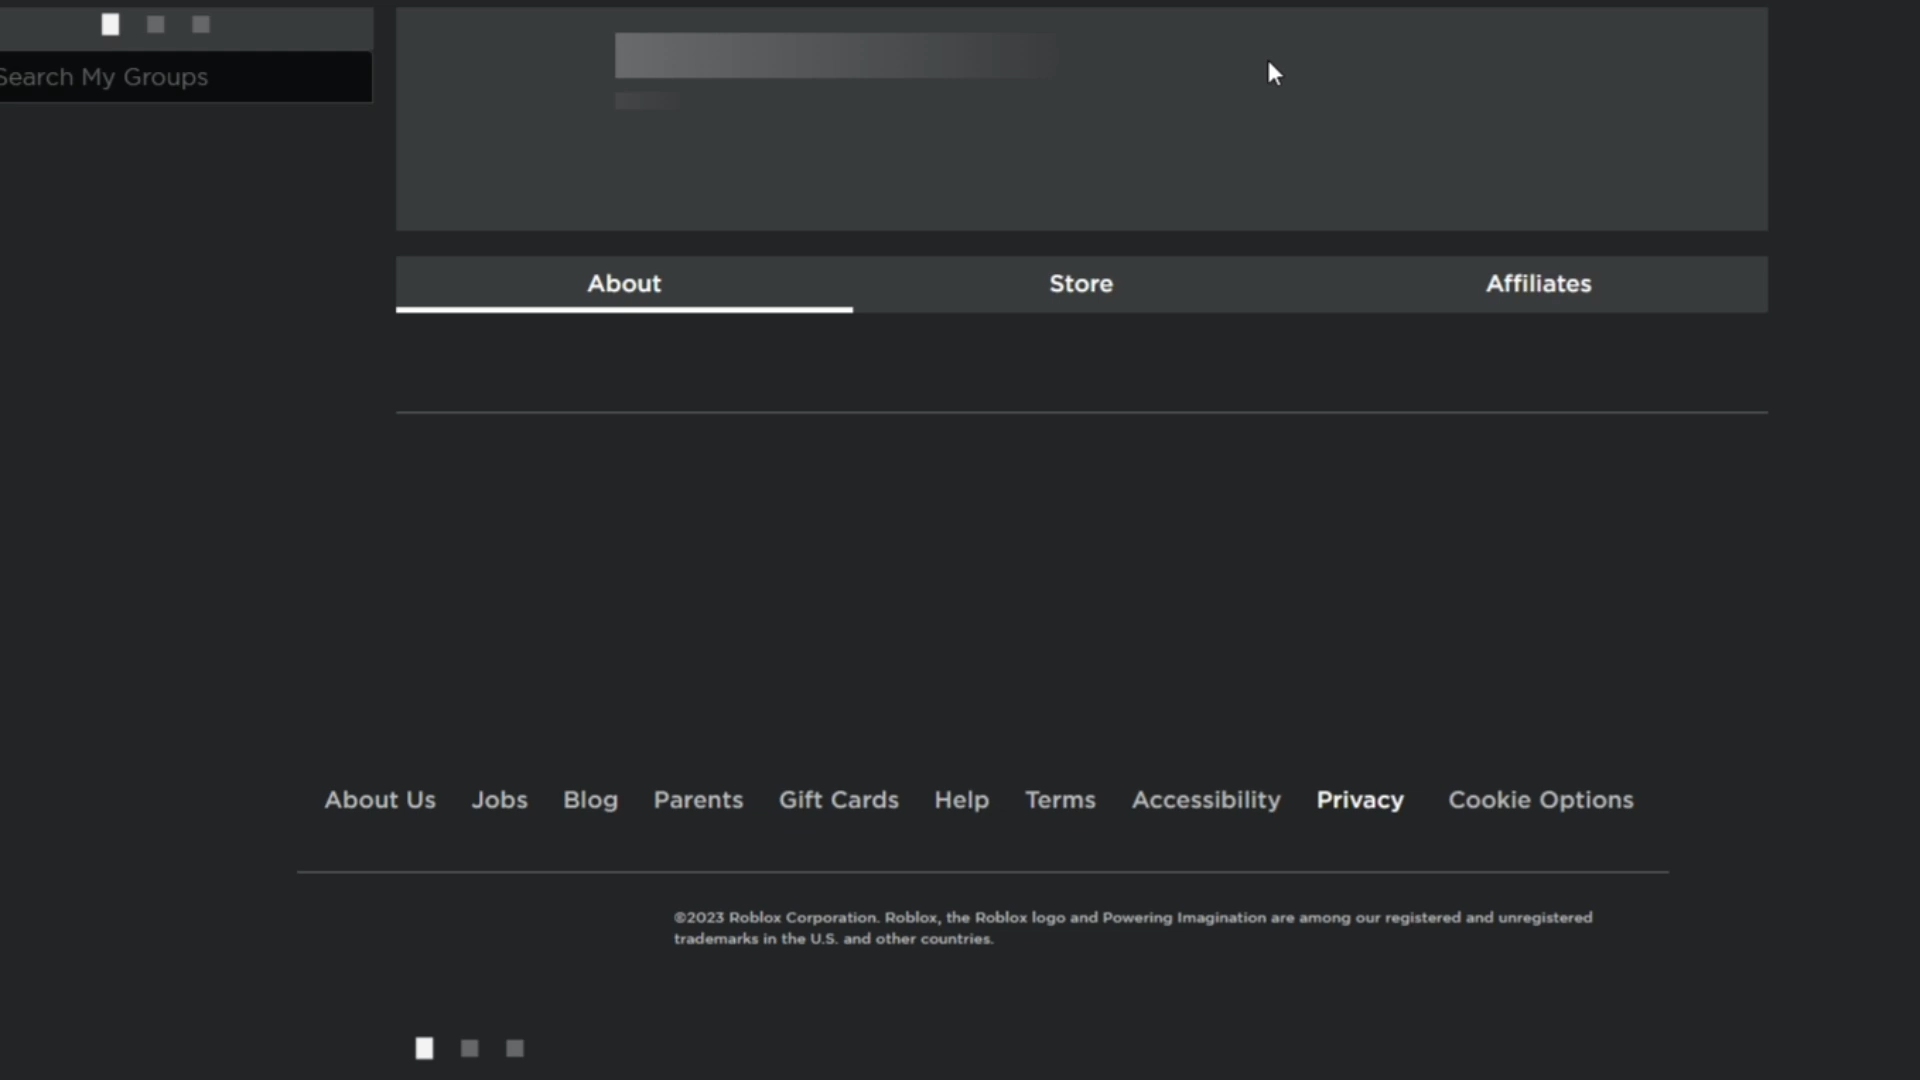 Search My Groups
About Store Affiliates
About Us Jobs Blog Parents Gift Cards Help Terms Accessibility Privacy Cookie Options
©2023 Roblox Corporation. Roblox, the Roblox logo and Powering Imagination are among our registered and unregistered
trademarks in the U.S. and other countries.